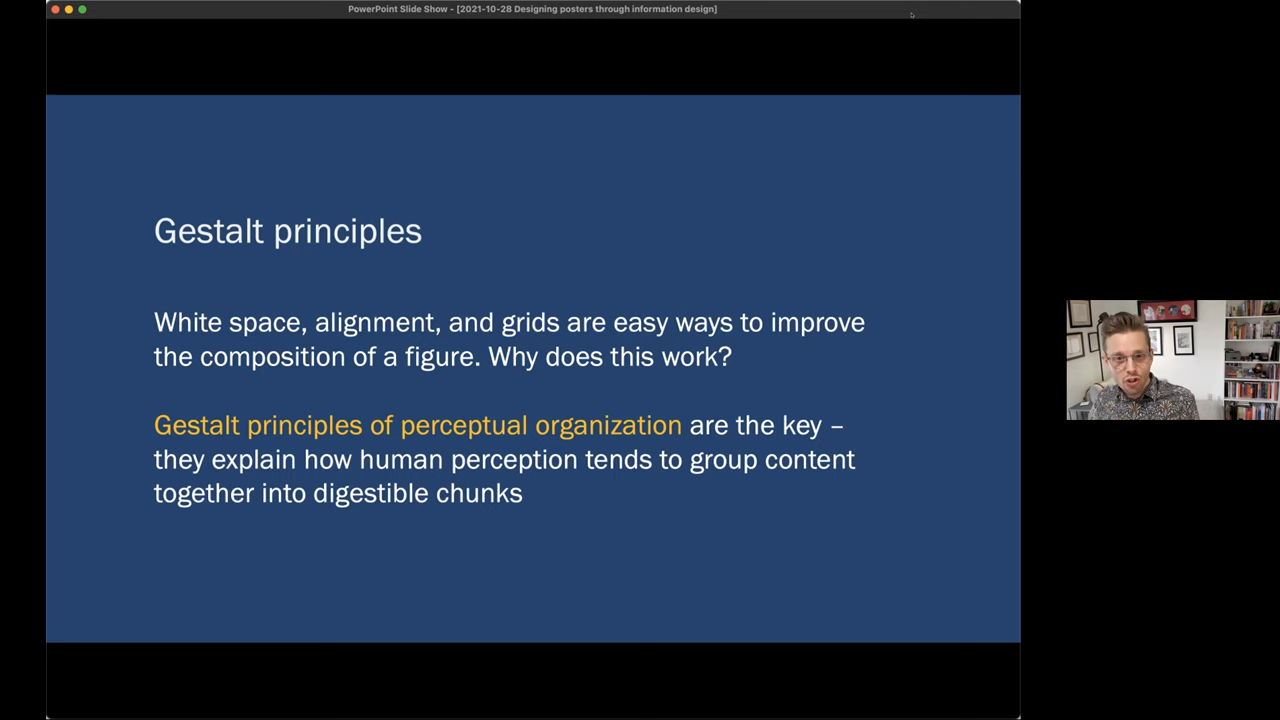 PowerPoint Slide Show - [2021-10-28 Designing posters through information design]
Gestalt principles
White space, alignment, and grids are easy ways to improve
the composition of a figure. Why does this work?
Gestalt principles of perceptual organization are the key –
they explain how human perception tends to group content
together into digestible chunks